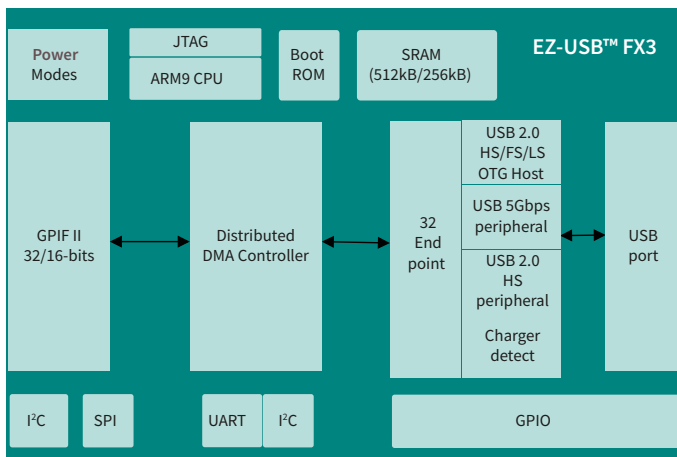 EZ-USB™ FX3
Power
Modes
JTAG
ARM9 CPU
Boot
ROM
SRAM
(512kB/256kB)
GPIF II
32/16-bits
Distributed
DMA Controller
32
End
point
USB 2.0
HS/FS/LS
OTG Host
USB 5Gbps
peripheral
USB 2.0
HS
peripheral
Charger
detect
USB
port
I²C
SPI
UART
I²C
GPIO